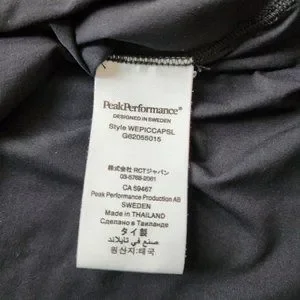 PeakPerformance®
DESIGNED IN SWEDEN
Style WEPICCAPSL
G62055015
株式会社 RCTジャパン
03-5768-2061
CA 59467
Peak Performance Production AB
SWEDEN
Made in THAILAND
Сделано в Таиланде
タイ製
صنع في تايلاند
원산지:태국